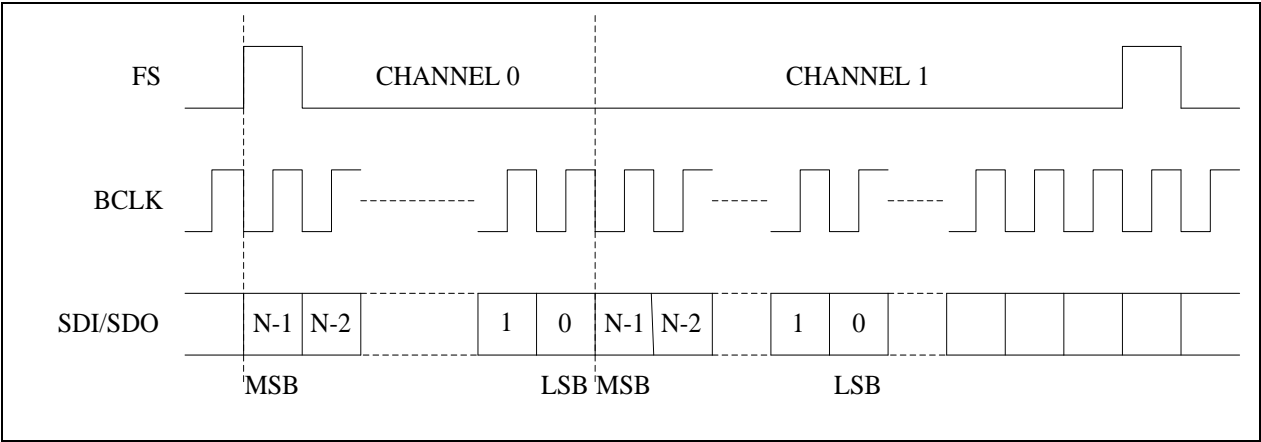 FS CHANNEL 0 CHANNEL 1
BCLK
SDI/SDO N-1 N-2 1 0 N-1 N-2 1 0
MSB LSB MSB LSB